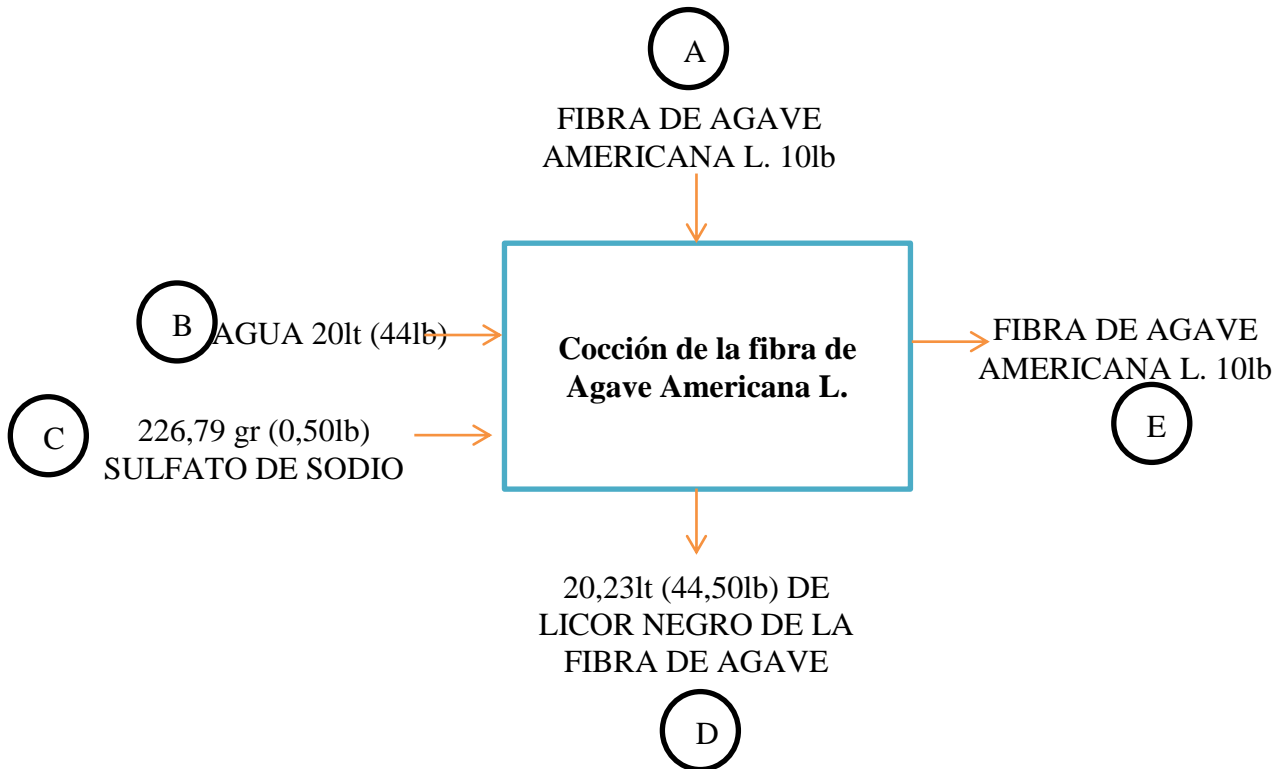 A
FIBRA DE AGAVE
AMERICANA L. 10lb
B
AGUA 20lt (44lb)
C
226,79 gr (0,50lb)
SULFATO DE SODIO
Cocción de la fibra de
Agave Americana L.
FIBRA DE AGAVE
AMERICANA L. 10lb
E
20,23lt (44,50lb) DE
LICOR NEGRO DE LA
FIBRA DE AGAVE
D